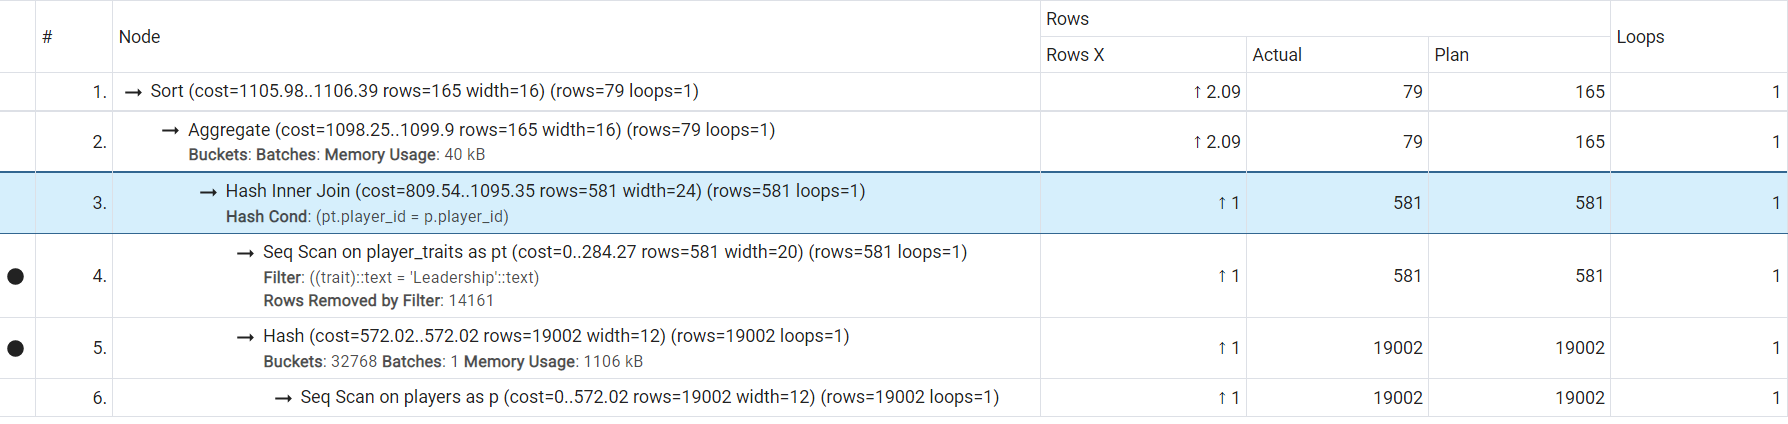 #
Node
Rows
Rows X
Actual
Plan
Loops
1.
→ Sort (cost=1105.98..1106.39 rows=165 width=16) (rows=79 loops=1)
↑ 2.09
79
165
1
2.
→ Aggregate (cost=1098.25..1099.9 rows=165 width=16) (rows=79 loops=1)
Buckets: Batches: Memory Usage: 40 kB
↑ 2.09
79
165
1
3.
→ Hash Inner Join (cost=809.54..1095.35 rows=581 width=24) (rows=581 loops=1)
Hash Cond: (pt.player_id = p.player_id)
↑ 1
581
581
1
4.
→ Seq Scan on player_traits as pt (cost=0..284.27 rows=581 width=20) (rows=581 loops=1)
Filter: ((trait)::text = 'Leadership'::text)
Rows Removed by Filter: 14161
↑ 1
581
581
1
5.
→ Hash (cost=572.02..572.02 rows=19002 width=12) (rows=19002 loops=1)
Buckets: 32768 Batches: 1 Memory Usage: 1106 kB
↑ 1
19002
19002
1
6.
→ Seq Scan on players as p (cost=0..572.02 rows=19002 width=12) (rows=19002 loops=1)
↑ 1
19002
19002
1